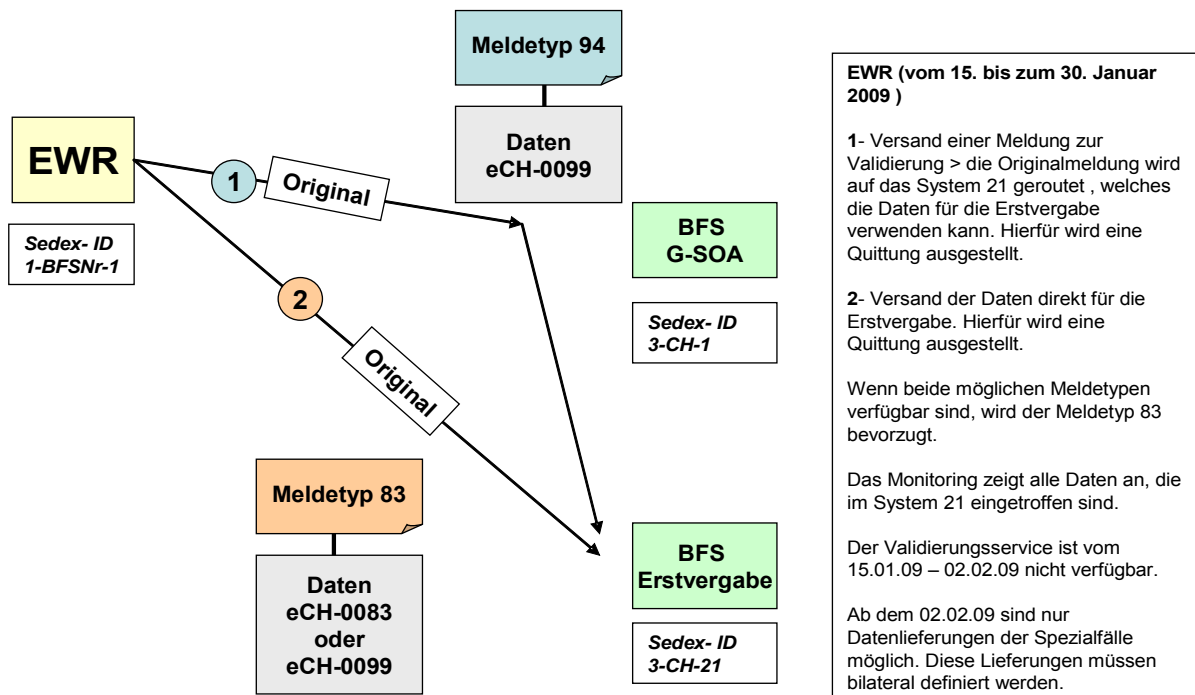 Meldetyp 94
Daten
eCH-0099
EWR
Sedex- ID
1-BFSNr-1
1
Original
2
Original
BFS
G-SOA
Sedex- ID
3-CH-1
Meldetyp 83
Daten
eCH-0083
oder
eCH-0099
BFS
Erstvergabe
Sedex- ID
3-CH-21
EWR (vom 15. bis zum 30. Januar
2009 )
1- Versand einer Meldung zur
Validierung > die Originalmeldung wird
auf das System 21 geroutet , welches
die Daten für die Erstvergabe
verwenden kann. Hierfür wird eine
Quittung ausgestellt.
2- Versand der Daten direkt für die
Erstvergabe. Hierfür wird eine
Quittung ausgestellt.
Wenn beide möglichen Meldetypen
verfügbar sind, wird der Meldetyp 83
bevorzugt.
Das Monitoring zeigt alle Daten an, die
im System 21 eingetroffen sind.
Der Validierungsservice ist vom
15.01.09 – 02.02.09 nicht verfügbar.
Ab dem 02.02.09 sind nur
Datenlieferungen der Spezialfälle
möglich. Diese Lieferungen müssen
bilateral definiert werden.